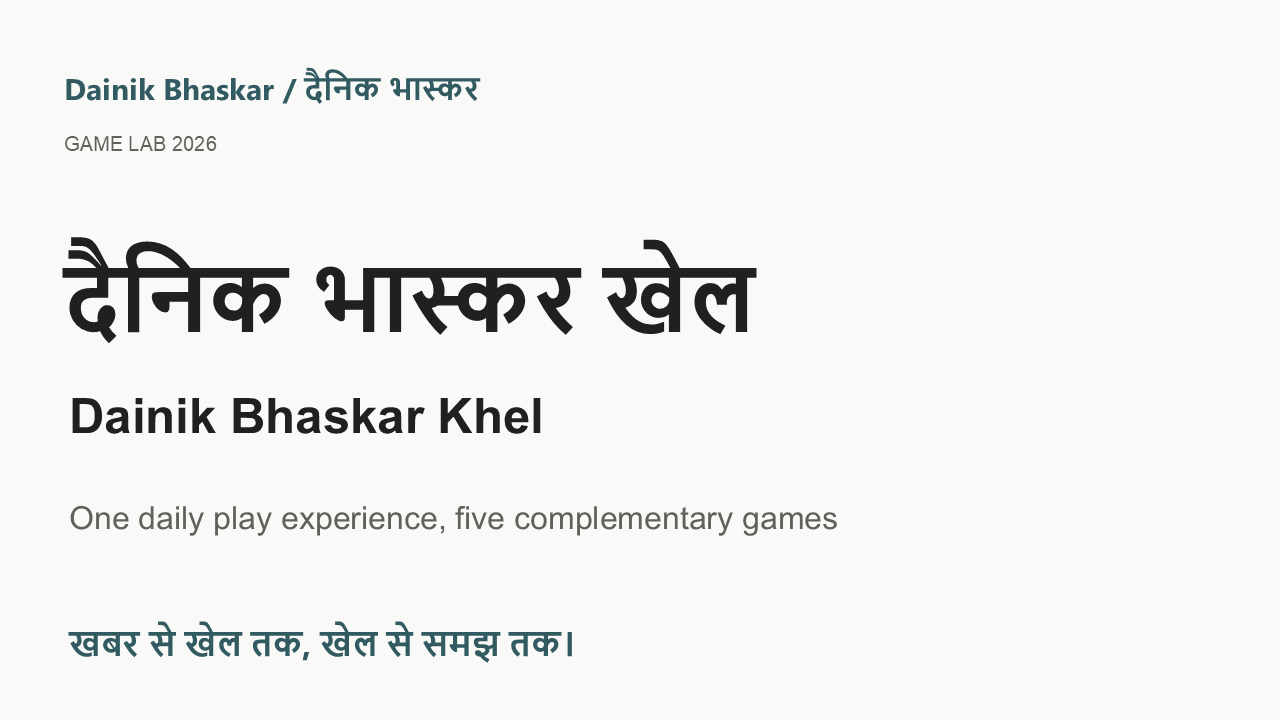 Dainik Bhaskar / दैनिक भास्कर
GAME LAB 2026
दैनिक भास्कर खेल
Dainik Bhaskar Khel
One daily play experience, five complementary games
खबर से खेल तक, खेल से समझ तक।